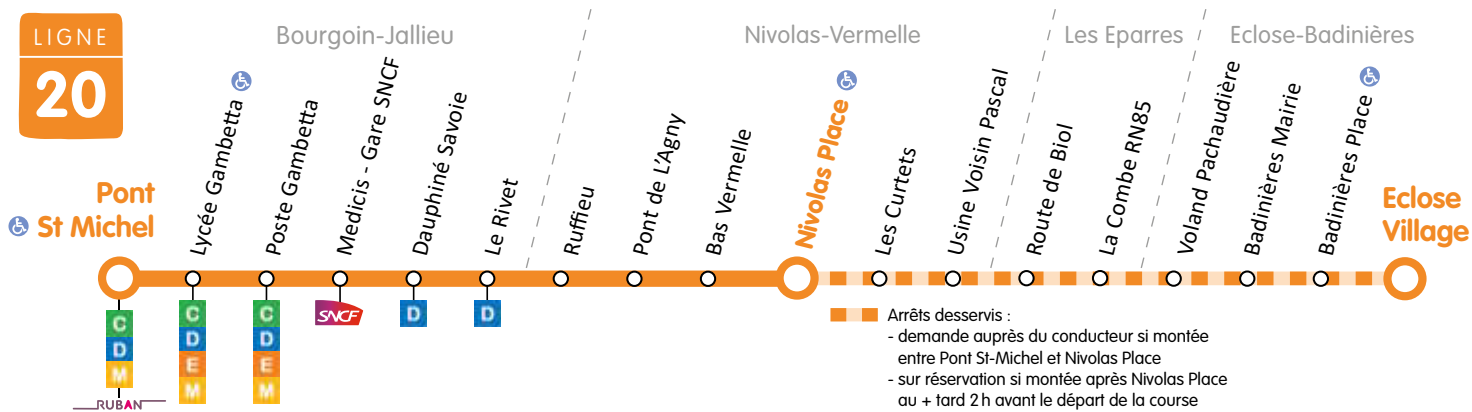 LIGNE
20
Bourgoin-Jallieu
Nivolas-Vermelle
Les Eparres
Eclose-Badinières
Pont
St Michel
Lycée Gambetta
Poste Gambetta
Medicis - Gare SNCF
Dauphiné Savoie
Le Rivet
Ruffieu
Pont de L'Agny
Bas Vermelle
Nivolas Place
Les Curtets
Usine Voisin Pascal
Route de Biol
La Combe RN85
Voland Pachaudière
Badinières Mairie
Badinières Place
Eclose
Village
C
D
M
RUBAN
C
D
E
M
C
D
E
M
SNCF
D
D
Arrêts desservis :
- demande auprès du conducteur si montée
entre Pont St-Michel et Nivolas Place
- sur réservation si montée après Nivolas Place
au + tard 2h avant le départ de la course